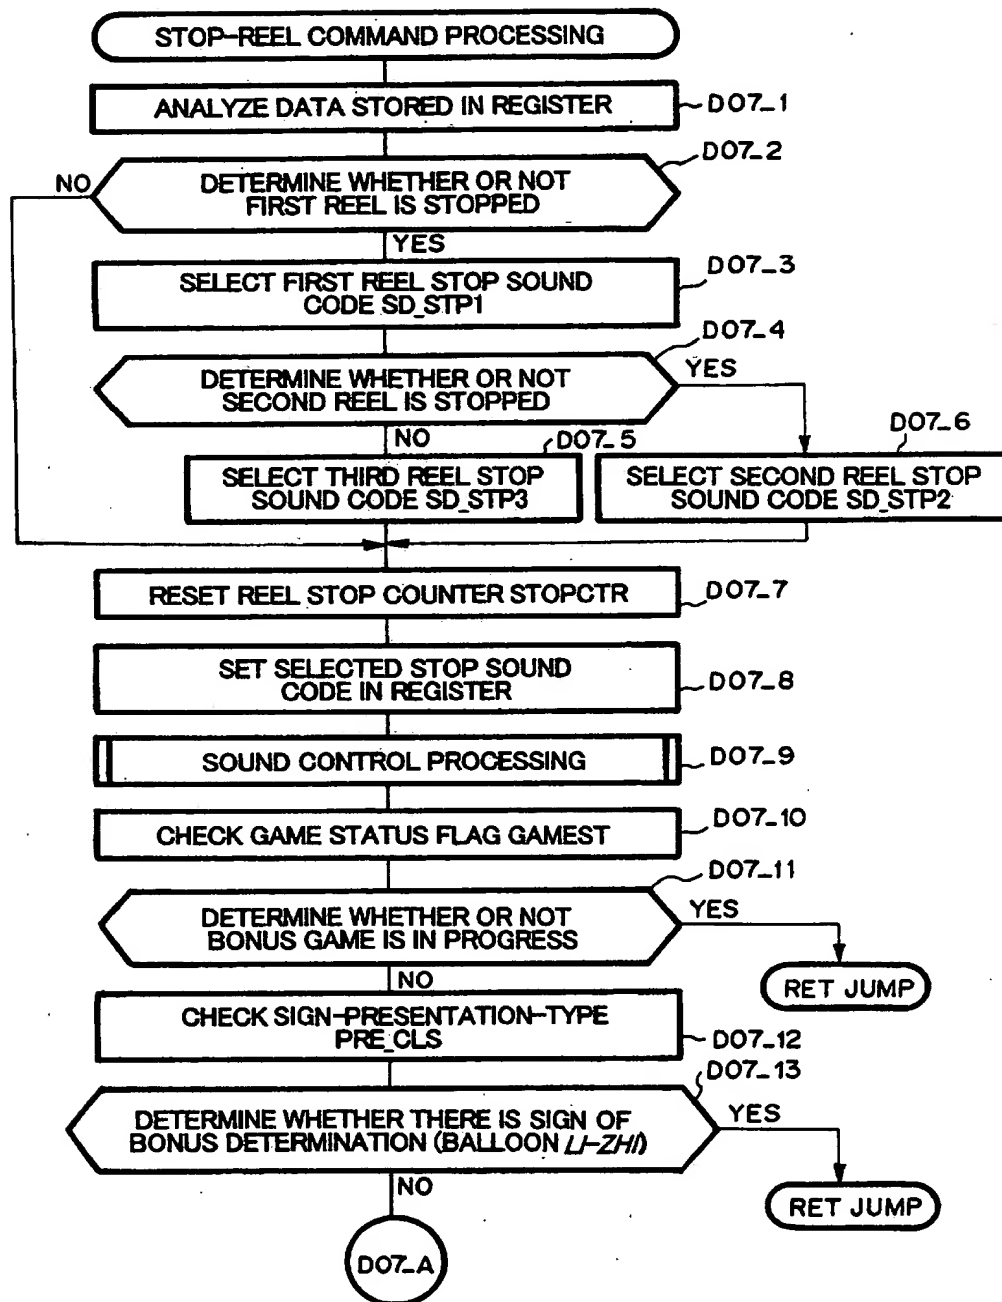 STOP-REEL COMMAND PROCESSING
ANALYZE DATA STORED IN REGISTER
D07_1
D07_2
DETERMINE WHETHER OR NOT
FIRST REEL IS STOPPED
NO
YES
D07_3
SELECT FIRST REEL STOP SOUND
CODE SD_STP1
D07_4
DETERMINE WHETHER OR NOT
SECOND REEL IS STOPPED
YES
NO
D07_5
D07_6
SELECT THIRD REEL STOP
SOUND CODE SD_STP3
SELECT SECOND REEL STOP
SOUND CODE SD_STP2
RESET REEL STOP COUNTER STOPCTR
D07_7
SET SELECTED STOP SOUND
CODE IN REGISTER
D07_8
SOUND CONTROL PROCESSING
D07_9
CHECK GAME STATUS FLAG GAMEST
D07_10
D07_11
DETERMINE WHETHER OR NOT
BONUS GAME IS IN PROGRESS
YES
NO
RET JUMP
CHECK SIGN-PRESENTATION-TYPE
PRE_CLS
D07_12
D07_13
DETERMINE WHETHER THERE IS SIGN OF
BONUS DETERMINATION (BALLOON LI-ZHI)
YES
NO
RET JUMP
D07_A